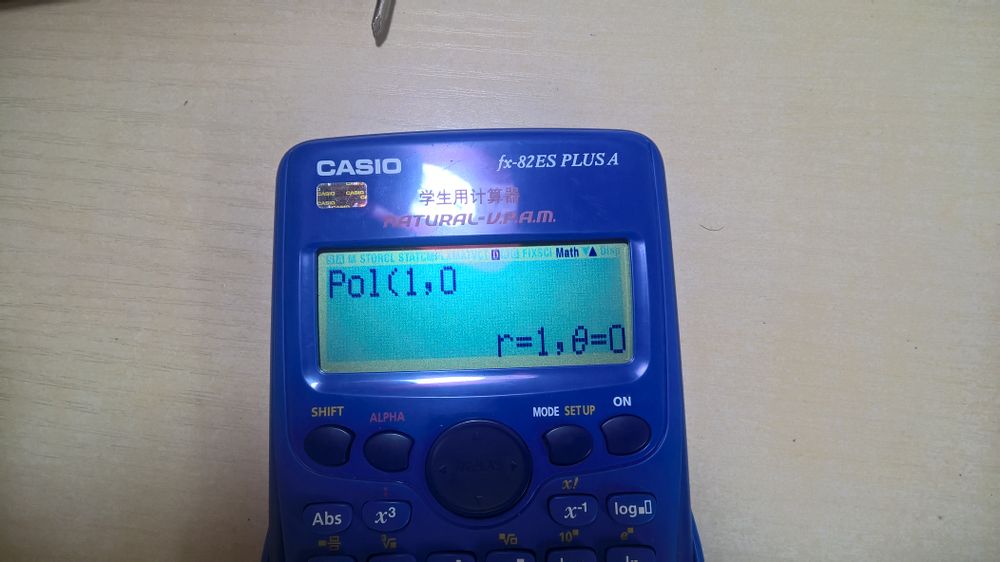 CASIO
fx-82ES PLUS A
学生用计算器
NATURAL-V.P.A.M.
Math ▼▲ Disp
Pol(1,0
r=1,θ=0
SHIFT
ALPHA
MODE SETUP
ON
x!
Abs
x³
x⁻¹
log